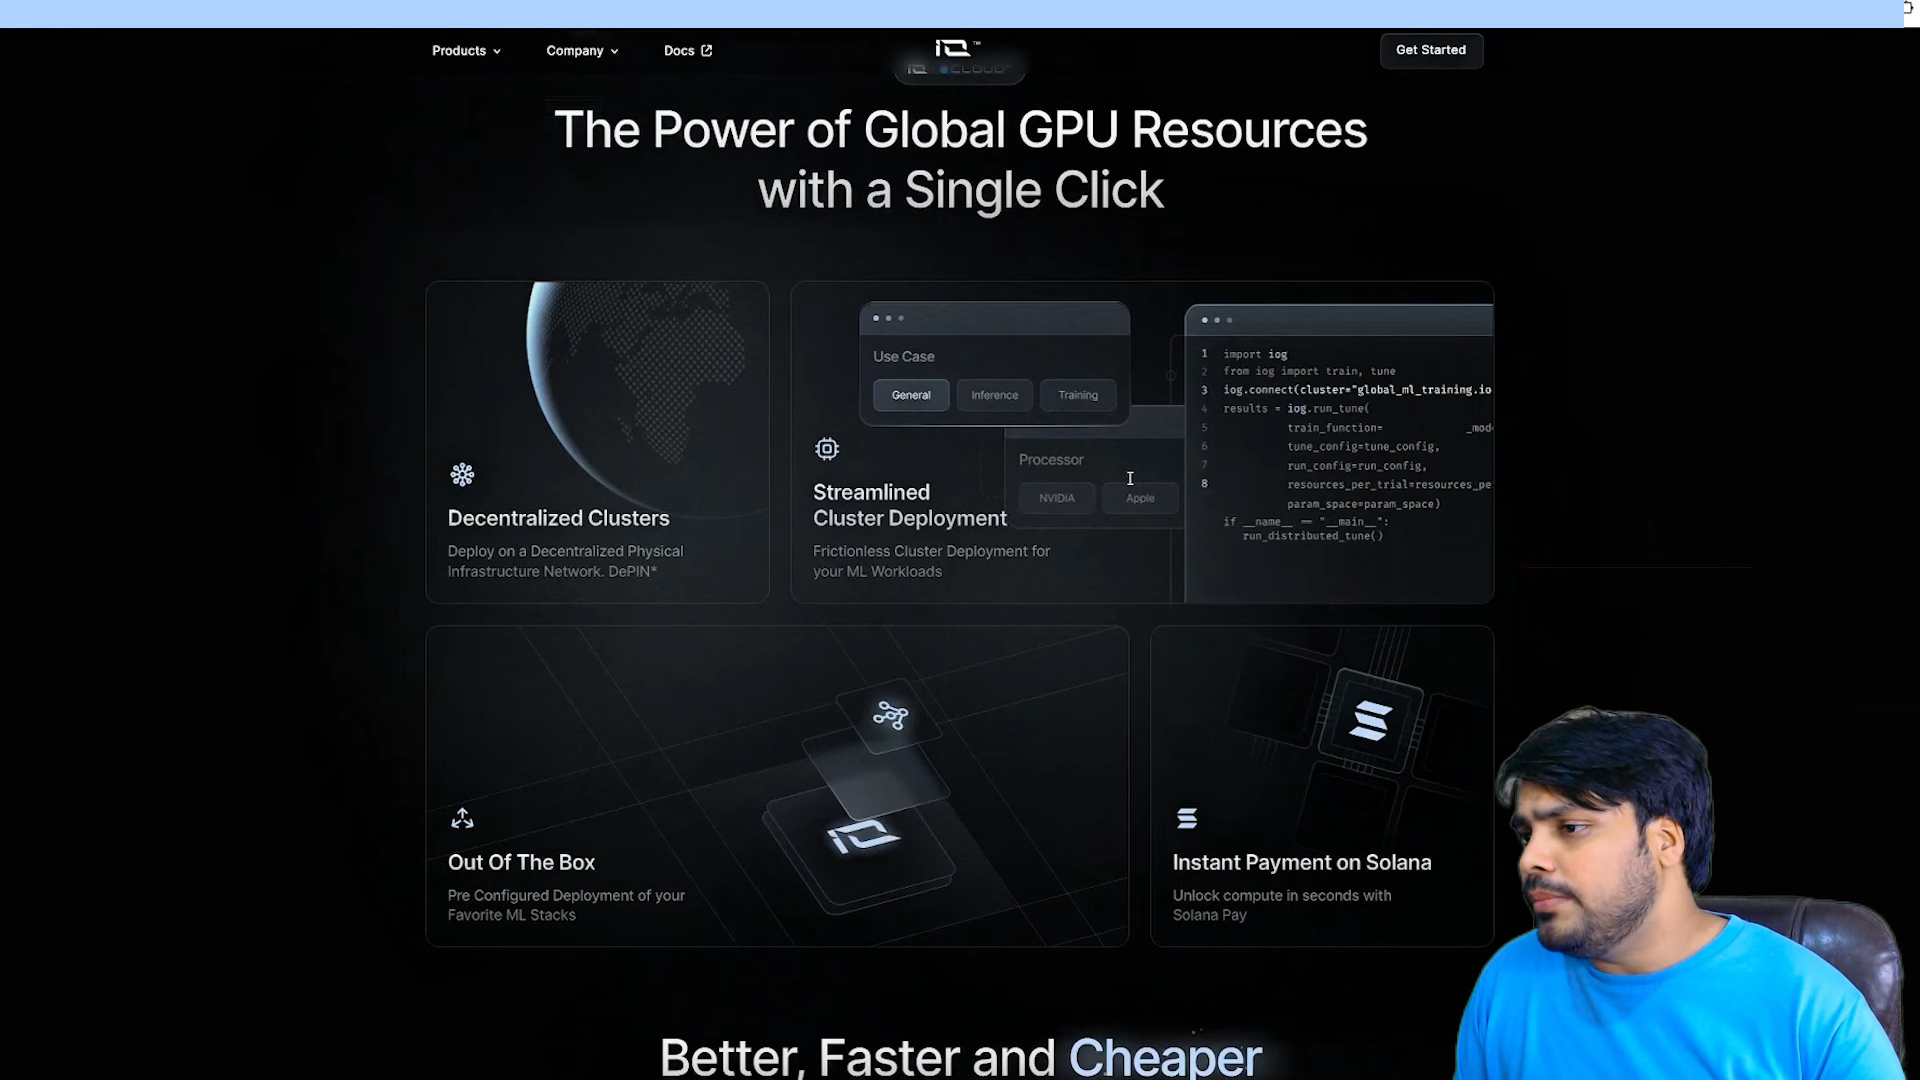 Products
Company
Docs
Get Started
IO™
IO CLOUD
The Power of Global GPU Resources
with a Single Click
Decentralized Clusters
Deploy on a Decentralized Physical
Infrastructure Network. DePIN*
Use Case
General
Inference
Training
Processor
NVIDIA
Apple
Streamlined
Cluster Deployment
Frictionless Cluster Deployment for
your ML Workloads
1 import iog
2 from iog import train, tune
3 iog.connect(cluster="global_ml_training.io
4 results = iog.run_tune(
5 train_function= _mod
6 tune_config=tune_config,
7 run_config=run_config,
8 resources_per_trial=resources_pe
param_space=param_space)
if __name__ == "__main__":
run_distributed_tune()
Out Of The Box
Pre Configured Deployment of your
Favorite ML Stacks
IO
Instant Payment on Solana
Unlock compute in seconds with
Solana Pay
Better, Faster and Cheaper